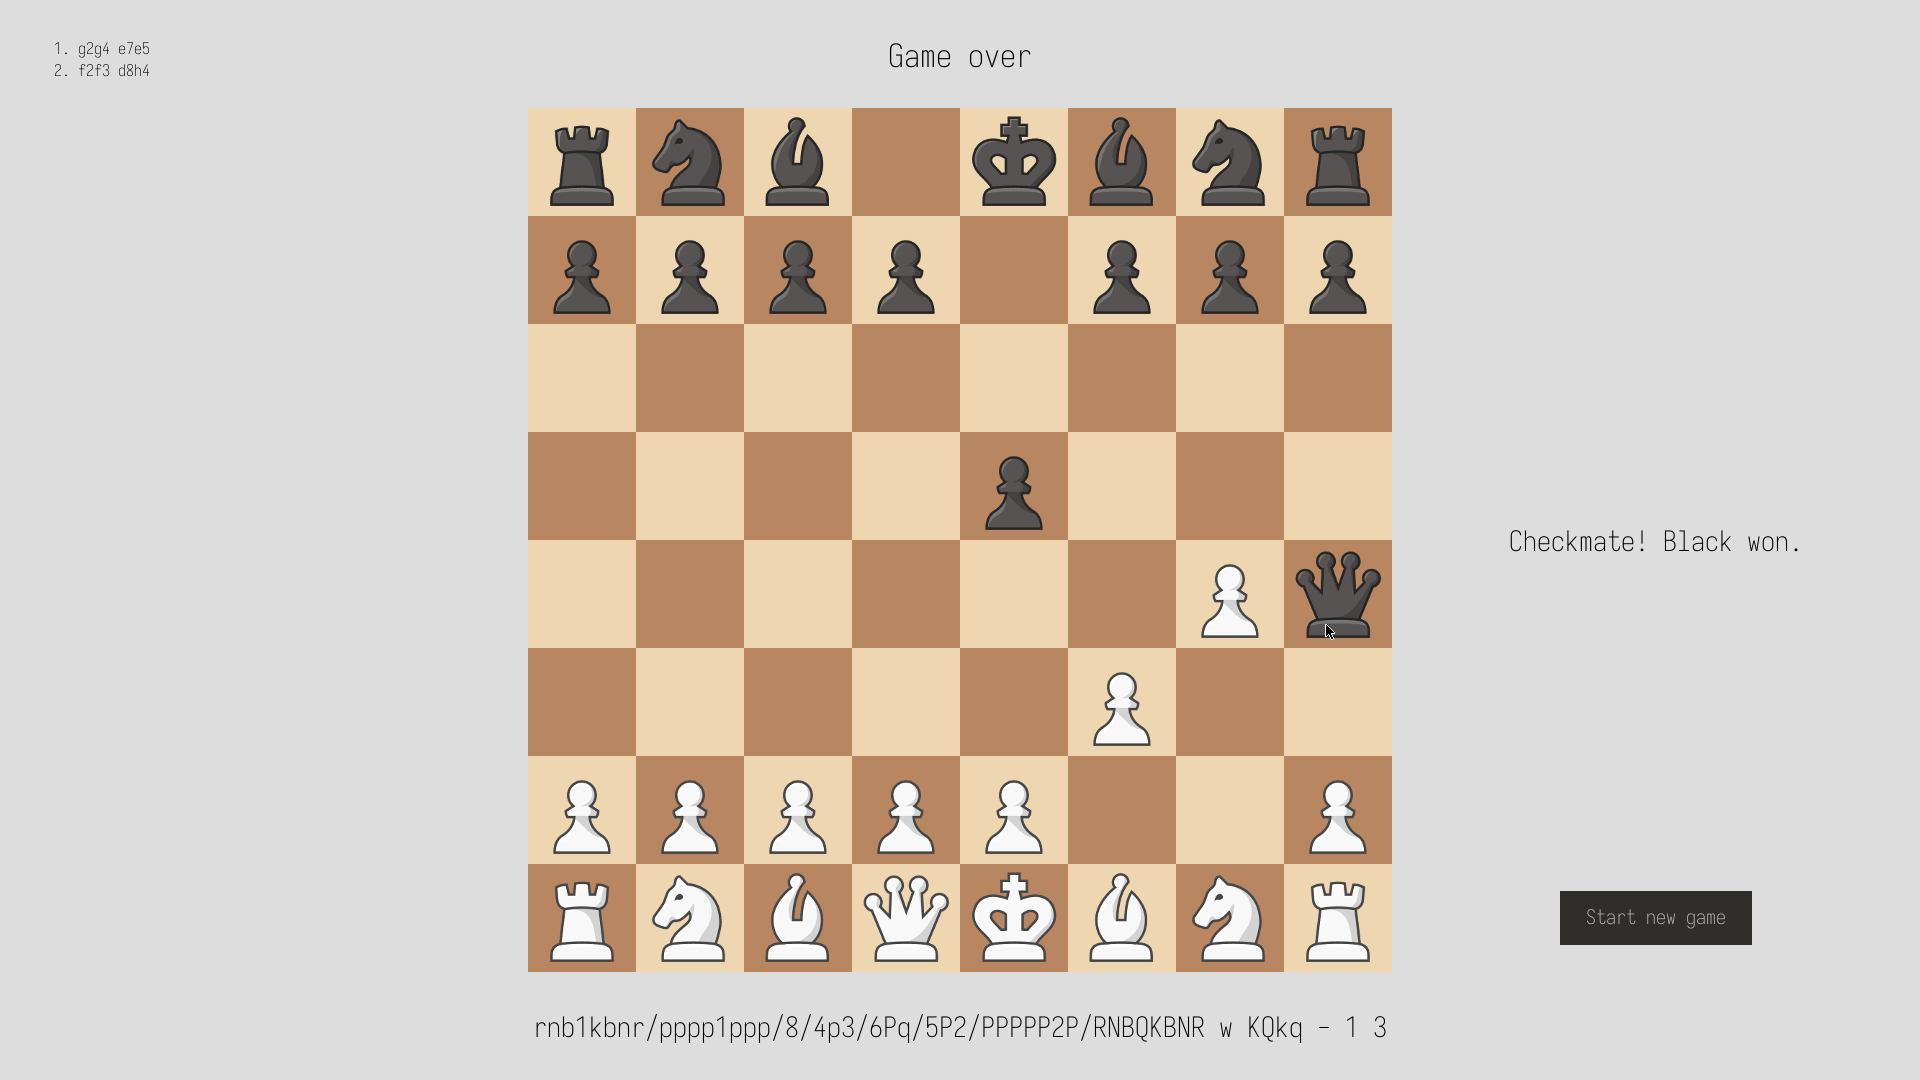 1. g2g4 e7e5
2. f2f3 d8h4
Game over
Checkmate! Black won.
Start new game
rnb1kbnr/pppp1ppp/8/4p3/6Pq/5P2/PPPPP2P/RNBQKBNR w KQkq – 1 3